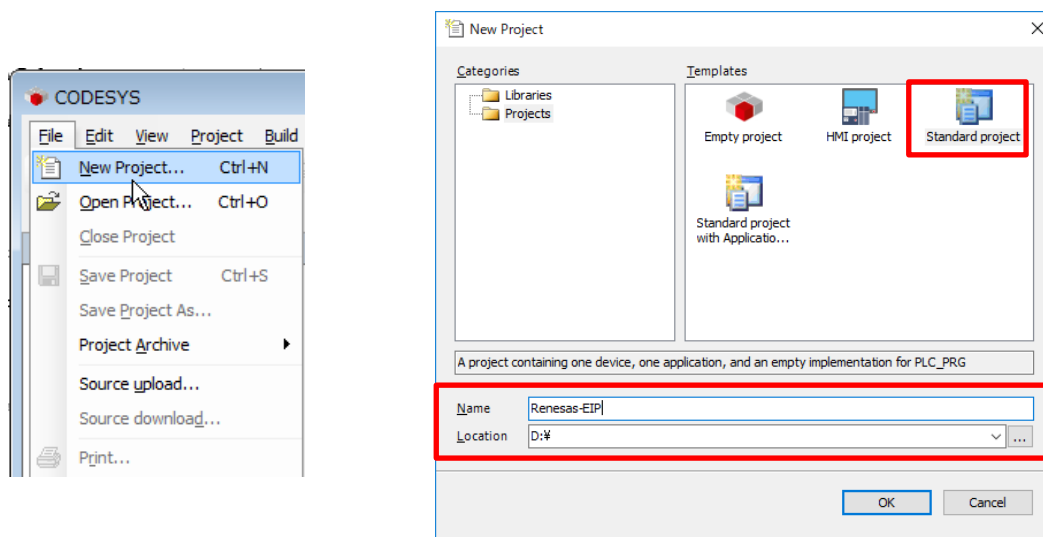 CODESYS
File Edit View Project Build
New Project... Ctrl+N
Open Project... Ctrl+O
Close Project
Save Project Ctrl+S
Save Project As...
Project Archive
Source upload...
Source download...
Print...
New Project
Categories
Libraries
Projects
Templates
Empty project
HMI project
Standard project
Standard project
with Applicatio...
A project containing one device, one application, and an empty implementation for PLC_PRG
Name Renesas-EIP
Location D:¥ ...
OK Cancel